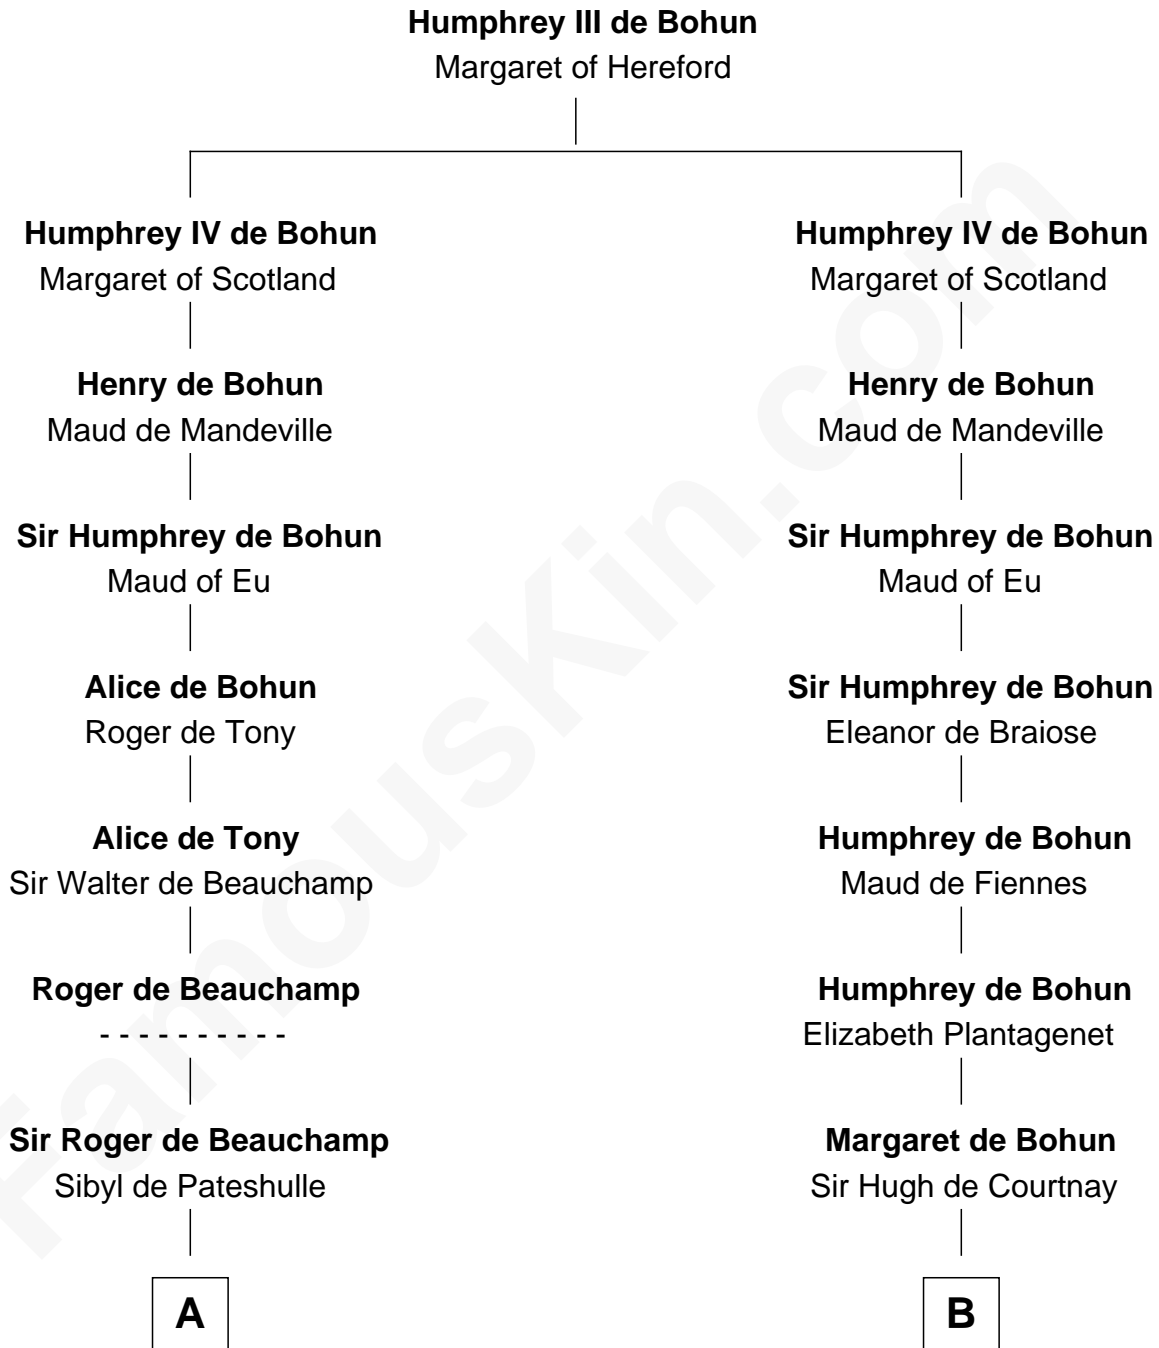 Humphrey III de Bohun
Margaret of Hereford
Humphrey IV de Bohun
Margaret of Scotland
Henry de Bohun
Maud de Mandeville
Sir Humphrey de Bohun
Maud of Eu
Alice de Bohun
Roger de Tony
Alice de Tony
Sir Walter de Beauchamp
Roger de Beauchamp
- - - - - - - - - -
Sir Roger de Beauchamp
Sibyl de Pateshulle
A
Humphrey IV de Bohun
Margaret of Scotland
Henry de Bohun
Maud de Mandeville
Sir Humphrey de Bohun
Maud of Eu
Sir Humphrey de Bohun
Eleanor de Braiose
Humphrey de Bohun
Maud de Fiennes
Humphrey de Bohun
Elizabeth Plantagenet
Margaret de Bohun
Sir Hugh de Courtnay
B
FamousKin.com